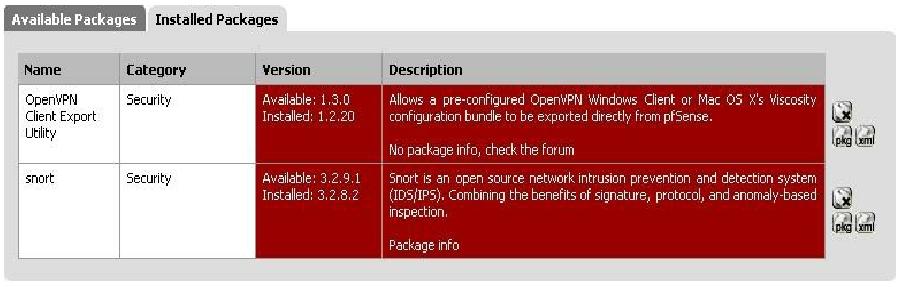 Available Packages
Installed Packages
Name
Category
Version
Description
OpenVPN
Client Export
Utility
Security
Available: 1.3.0
Installed: 1.2.20
Allows a pre-configured OpenVPN Windows Client or Mac OS X's Viscosity
configuration bundle to be exported directly from pfSense.
No package info, check the forum
pkg
xml
snort
Security
Available: 3.2.9.1
Installed: 3.2.8.2
Snort is an open source network intrusion prevention and detection system
(IDS/IPS). Combining the benefits of signature, protocol, and anomaly-based
inspection.
Package info
pkg
xml